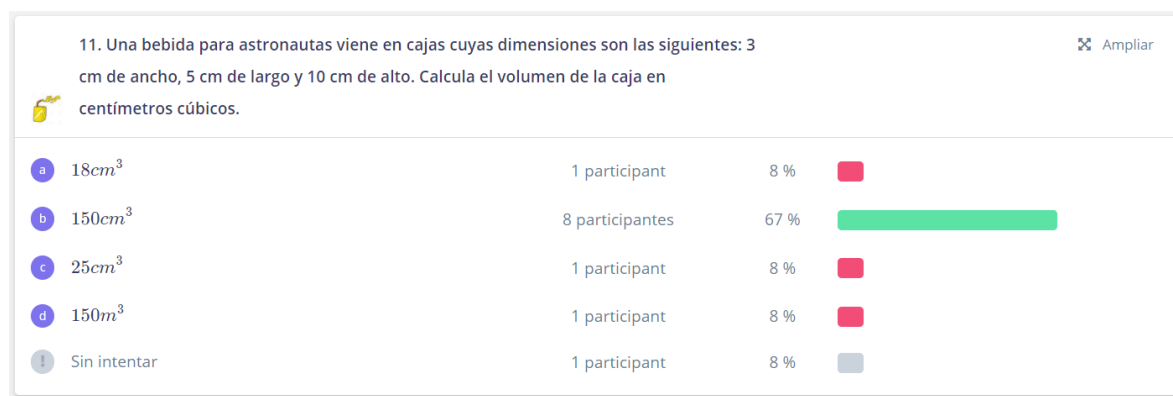 11. Una bebida para astronautas viene en cajas cuyas dimensiones son las siguientes: 3
cm de ancho, 5 cm de largo y 10 cm de alto. Calcula el volumen de la caja en
centímetros cúbicos.
Ampliar
a 18cm³ 1 participant 8 %
b 150cm³ 8 participantes 67 %
c 25cm³ 1 participant 8 %
d 150m³ 1 participant 8 %
! Sin intentar 1 participant 8 %